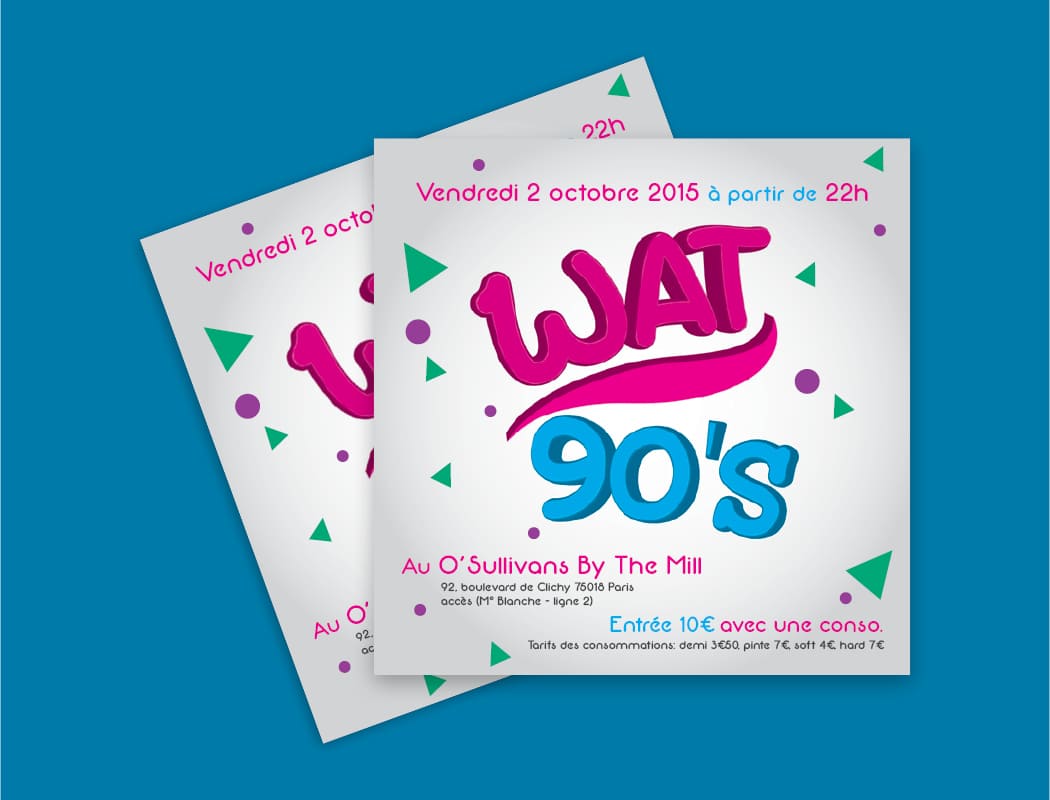 Vendredi 2 octobre 2015 à partir de 22h
WAT
90'S
Au O'Sullivans By The Mill
92, boulevard de Clichy 75018 Paris
accès (M° Blanche - ligne 2)
Entrée 10€ avec une conso.
Tarifs des consommations: demi 3€50, pinte 7€, soft 4€, hard 7€
22h
Vendredi 2 octo
Au O'
92,
ac